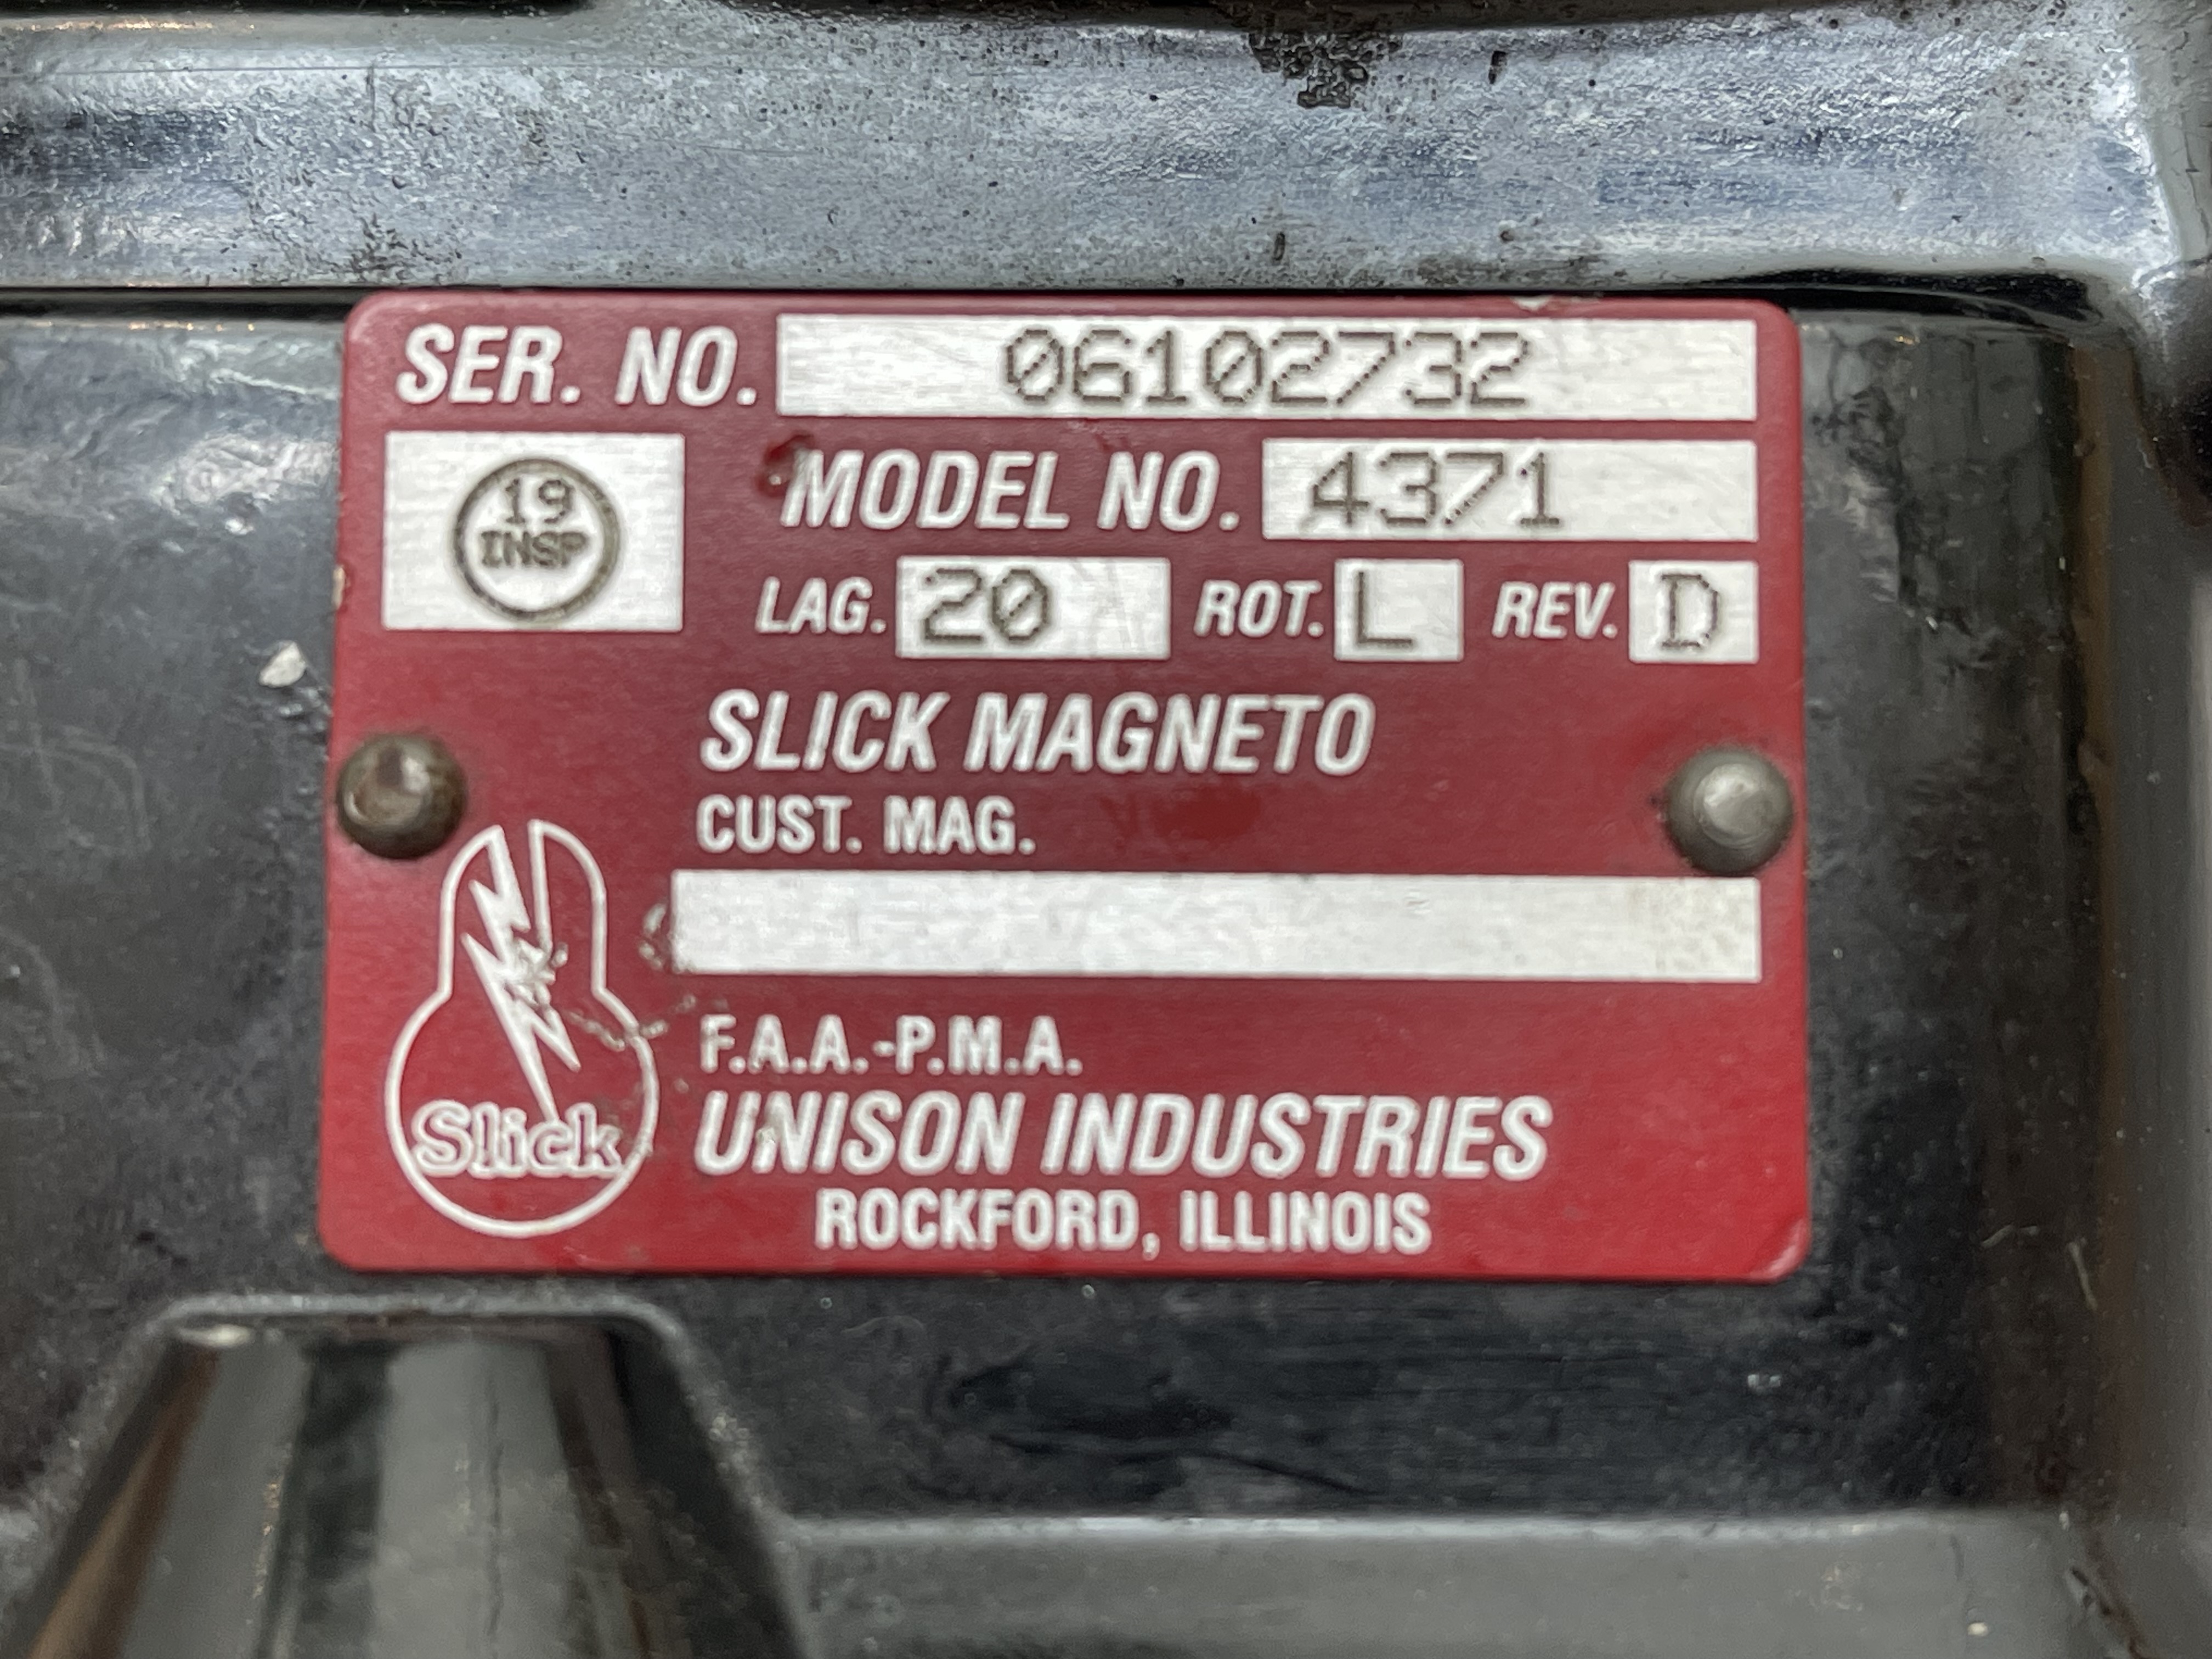 SER. NO. 06102732
19
INSP
MODEL NO. 4371
LAG. 20 ROT. L REV. D
SLICK MAGNETO
CUST. MAG.
F.A.A.-P.M.A.
Slick
UNISON INDUSTRIES
ROCKFORD, ILLINOIS